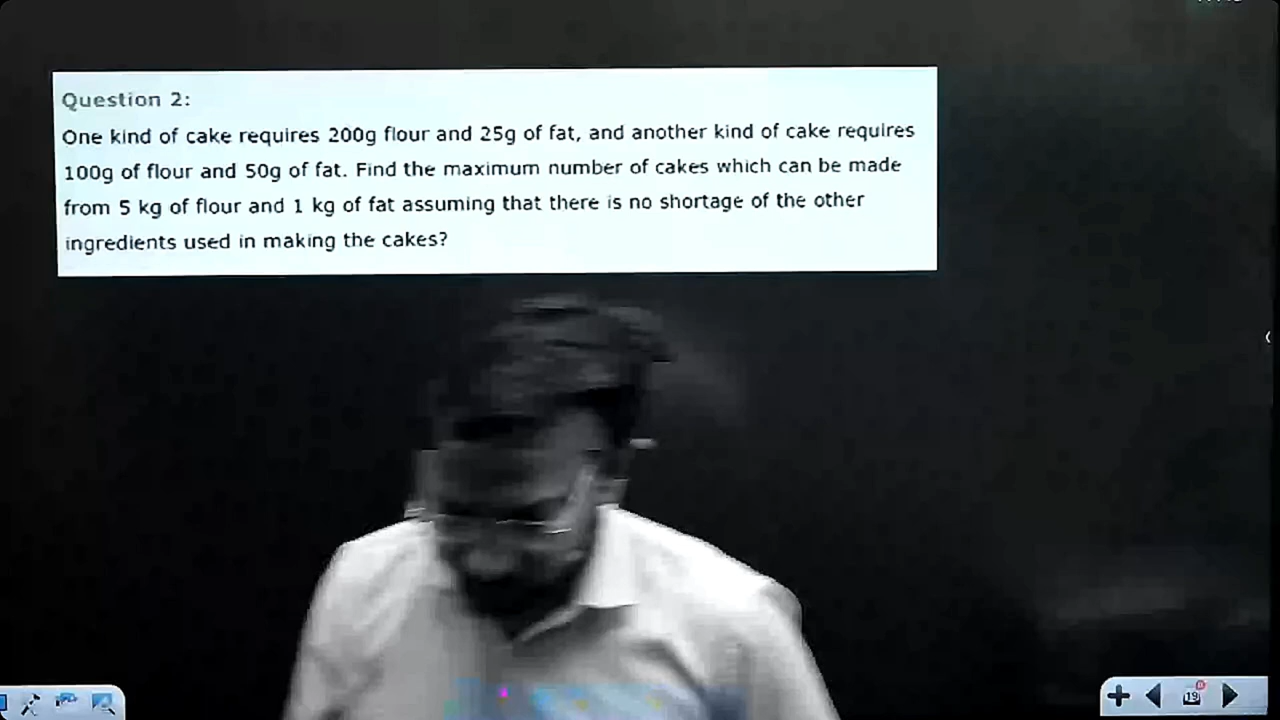 Question 2:
One kind of cake requires 200g flour and 25g of fat, and another kind of cake requires
100g of flour and 50g of fat. Find the maximum number of cakes which can be made
from 5 kg of flour and 1 kg of fat assuming that there is no shortage of the other
ingredients used in making the cakes?
19